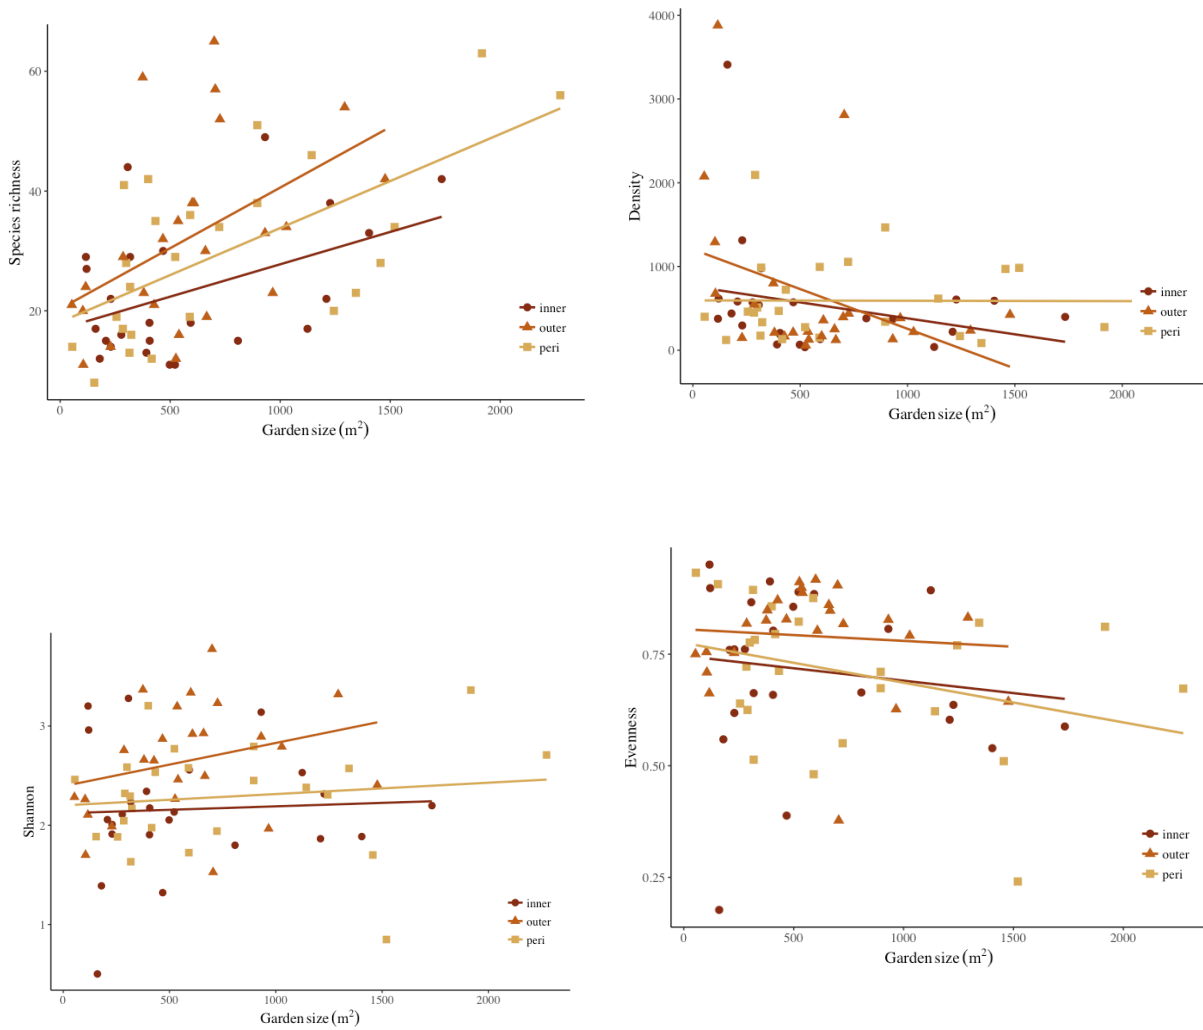 Species richness
60
40
20
0 500 1000 1500 2000
Garden size (m²)
inner
outer
peri
Density
4000
3000
2000
1000
0
0 500 1000 1500 2000
Garden size (m²)
inner
outer
peri
Shannon
3
2
1
0 500 1000 1500 2000
Garden size (m²)
inner
outer
peri
Evenness
0.75
0.50
0.25
0 500 1000 1500 2000
Garden size (m²)
inner
outer
peri